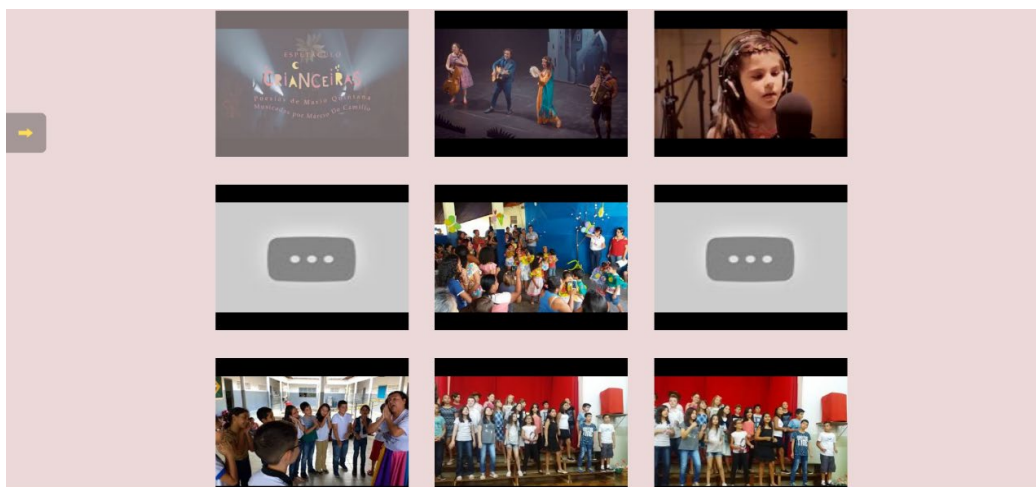 ESPETÁCULO
CRIANCEIRAS
Poesias de Mario Quintana
Musicadas por Márcio De Camillo